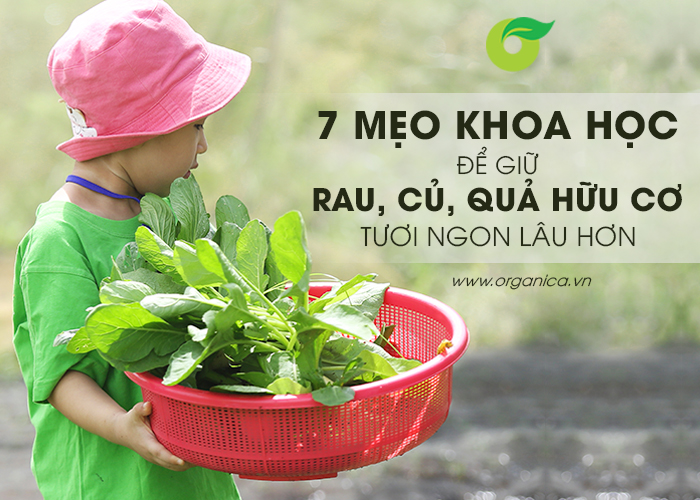 7 MẸO KHOA HỌC
ĐỂ GIỮ
RAU, CỦ, QUẢ HỮU CƠ
TƯƠI NGON LÂU HƠN
www.organica.vn